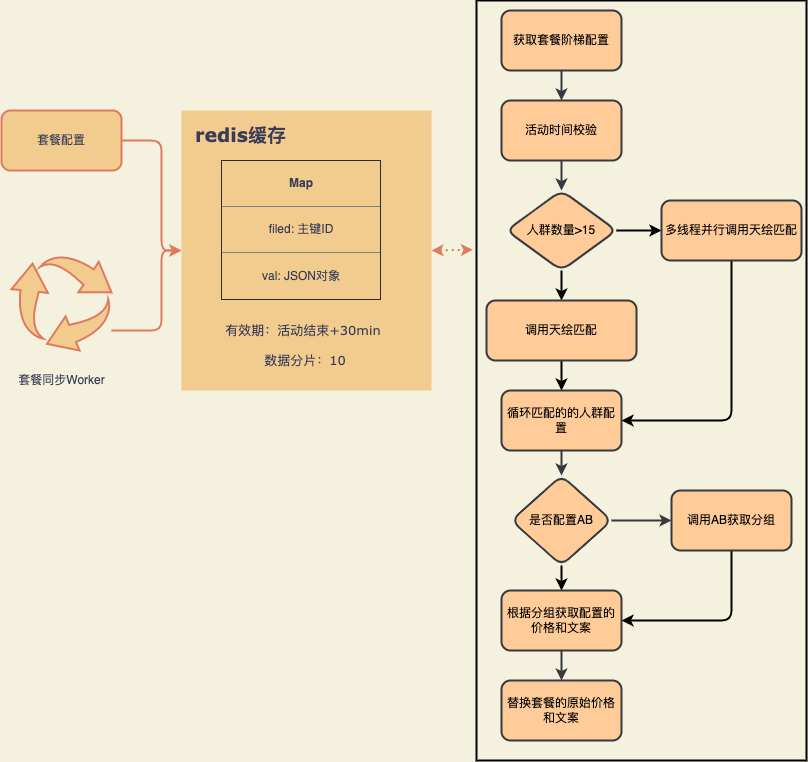 套餐配置
套餐同步Worker
redis缓存
Map
filed: 主键ID
val: JSON对象
有效期：活动结束+30min
数据分片：10
获取套餐阶梯配置
活动时间校验
人群数量>15
多线程并行调用天绘匹配
调用天绘匹配
循环匹配的的人群配
置
是否配置AB
调用AB获取分组
根据分组获取配置的
价格和文案
替换套餐的原始价格
和文案